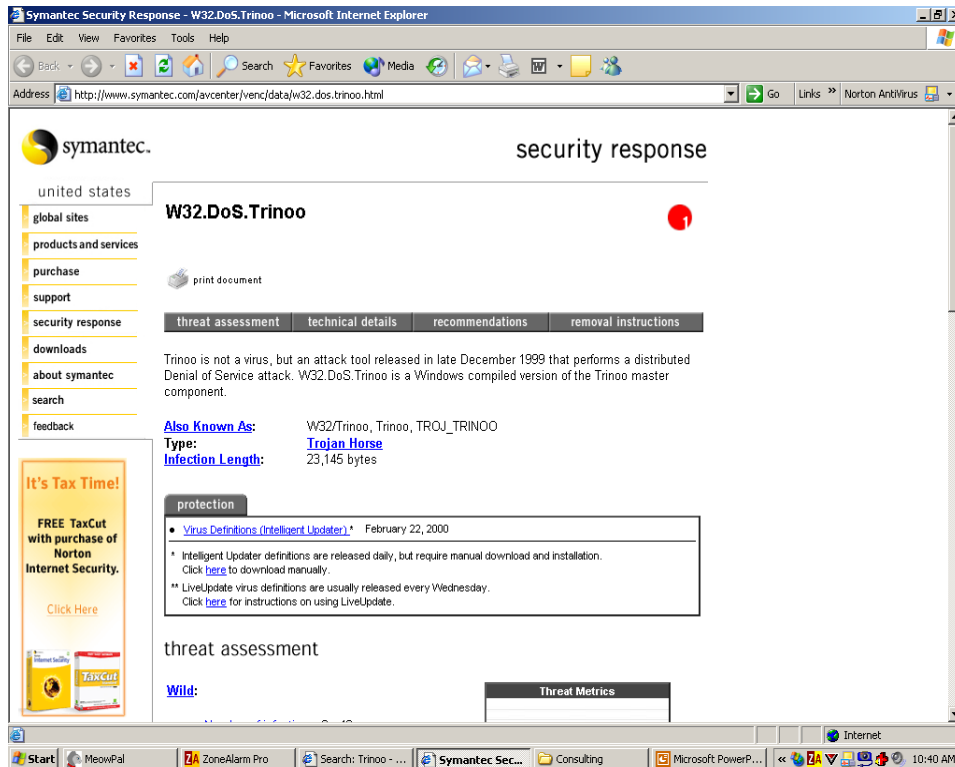 Symantec Security Response - W32.DoS.Trinoo - Microsoft Internet Explorer
File Edit View Favorites Tools Help
Back Search Favorites Media
Address http://www.symantec.com/avcenter/venc/data/w32.dos.trinoo.html Go Links » Norton AntiVirus
symantec.
security response
united states
global sites
products and services
purchase
support
security response
downloads
about symantec
search
feedback
It's Tax Time!
FREE TaxCut
with purchase of
Norton
Internet Security.
Click Here
Internet Security
TaxCut
W32.DoS.Trinoo
1
print document
threat assessment technical details recommendations removal instructions
Trinoo is not a virus, but an attack tool released in late December 1999 that performs a distributed
Denial of Service attack. W32.DoS.Trinoo is a Windows compiled version of the Trinoo master
component.
Also Known As: W32/Trinoo, Trinoo, TROJ_TRINOO
Type: Trojan Horse
Infection Length: 23,145 bytes
protection
• Virus Definitions (Intelligent Updater) * February 22, 2000
* Intelligent Updater definitions are released daily, but require manual download and installation.
Click here to download manually.
** LiveUpdate virus definitions are usually released every Wednesday.
Click here for instructions on using LiveUpdate.
threat assessment
Wild:
Threat Metrics
Internet
Start MeowPal ZA ZoneAlarm Pro Search: Trinoo - ... Symantec Sec... Consulting Microsoft PowerP... « ZA 10:40 AM